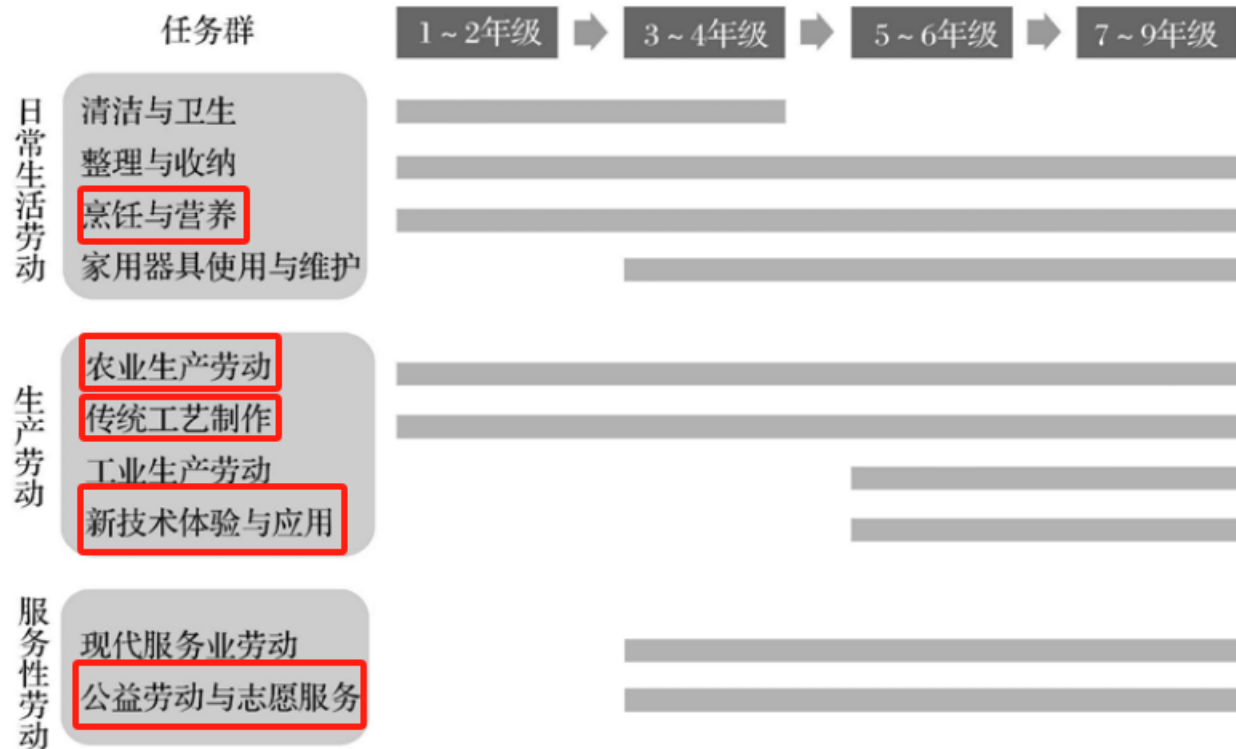 任务群
1~2年级
3~4年级
5~6年级
7~9年级
日常生活劳动
清洁与卫生
整理与收纳
烹饪与营养
家用器具使用与维护
生产劳动
农业生产劳动
传统工艺制作
工业生产劳动
新技术体验与应用
服务性劳动
现代服务业劳动
公益劳动与志愿服务